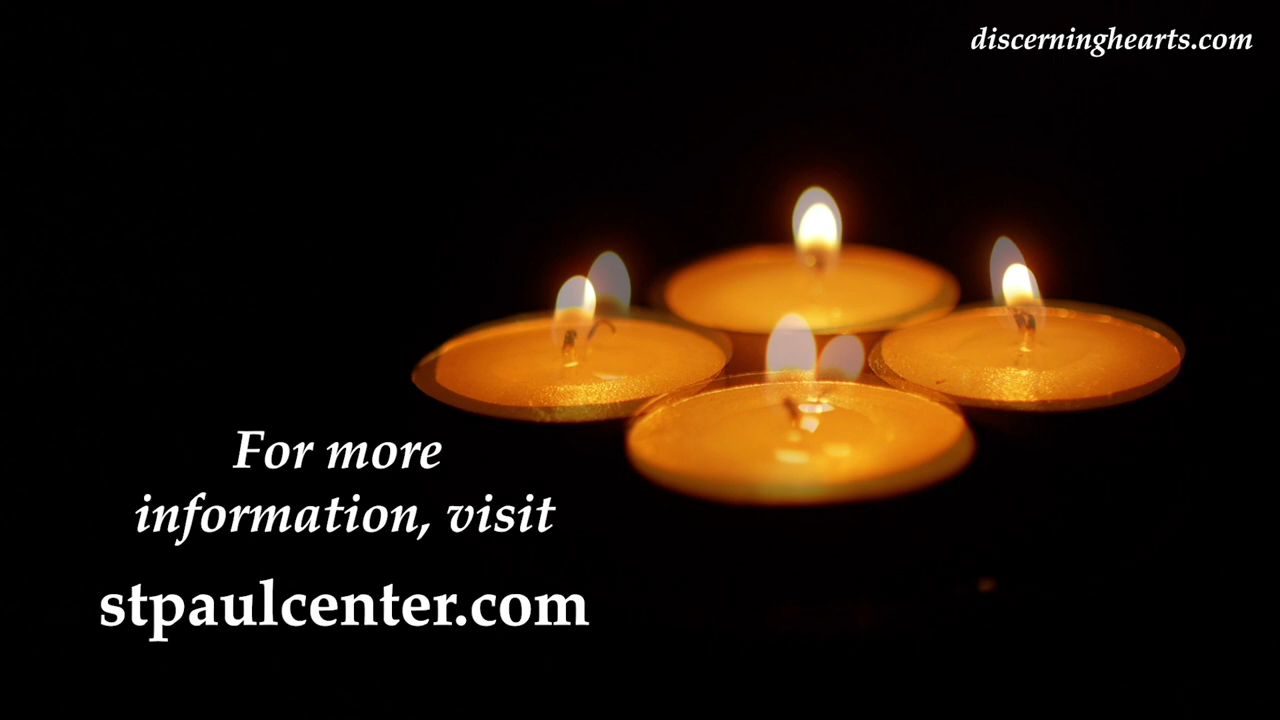 discerninghearts.com
For more
information, visit
stpaulcenter.com